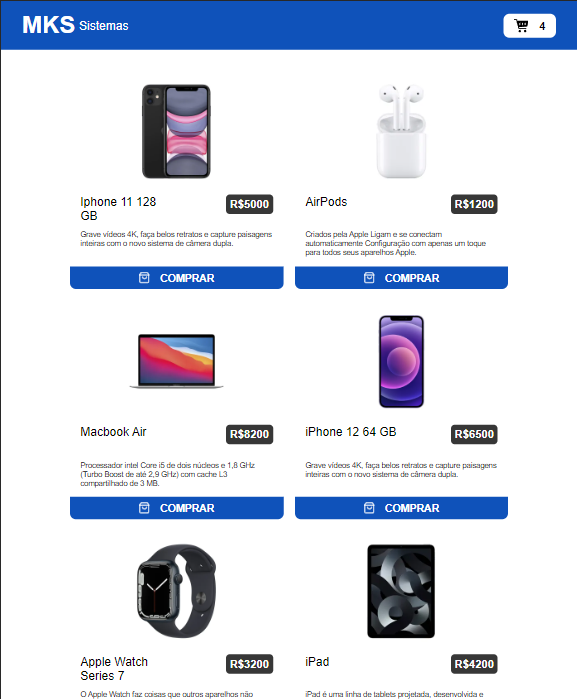 MKS Sistemas
4
Iphone 11 128
GB
R$5000
Grave vídeos 4K, faça belos retratos e capture paisagens
inteiras com o novo sistema de câmera dupla.
COMPRAR
AirPods
R$1200
Criados pela Apple Ligam e se conectam
automaticamente Configuração com apenas um toque
para todos seus aparelhos Apple.
COMPRAR
Macbook Air
R$8200
Processador intel Core i5 de dois núcleos e 1,8 GHz
(Turbo Boost de até 2,9 GHz) com cache L3
compartilhado de 3 MB.
COMPRAR
iPhone 12 64 GB
R$6500
Grave vídeos 4K, faça belos retratos e capture paisagens
inteiras com o novo sistema de câmera dupla.
COMPRAR
Apple Watch
Series 7
R$3200
O Apple Watch faz coisas que outros aparelhos não
iPad
R$4200
iPad é uma linha de tablets projetada, desenvolvida e